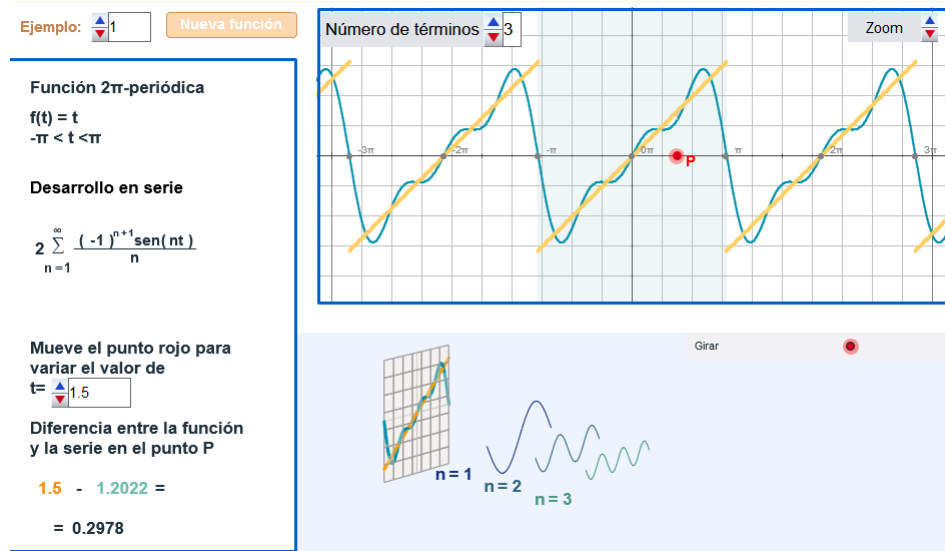 Ejemplo: 1
Nueva función
Número de términos 3
Zoom
Función 2π-periódica
f(t) = t
-π < t <π
Desarrollo en serie
2 ∞ Σ n=1 ( -1 )^n+1 sen( nt ) / n
-3π -2π -π 0π π 2π 3π
P
Mueve el punto rojo para
variar el valor de
t= 1.5
Diferencia entre la función
y la serie en el punto P
1.5 - 1.2022 =
= 0.2978
Girar
n = 1
n = 2
n = 3